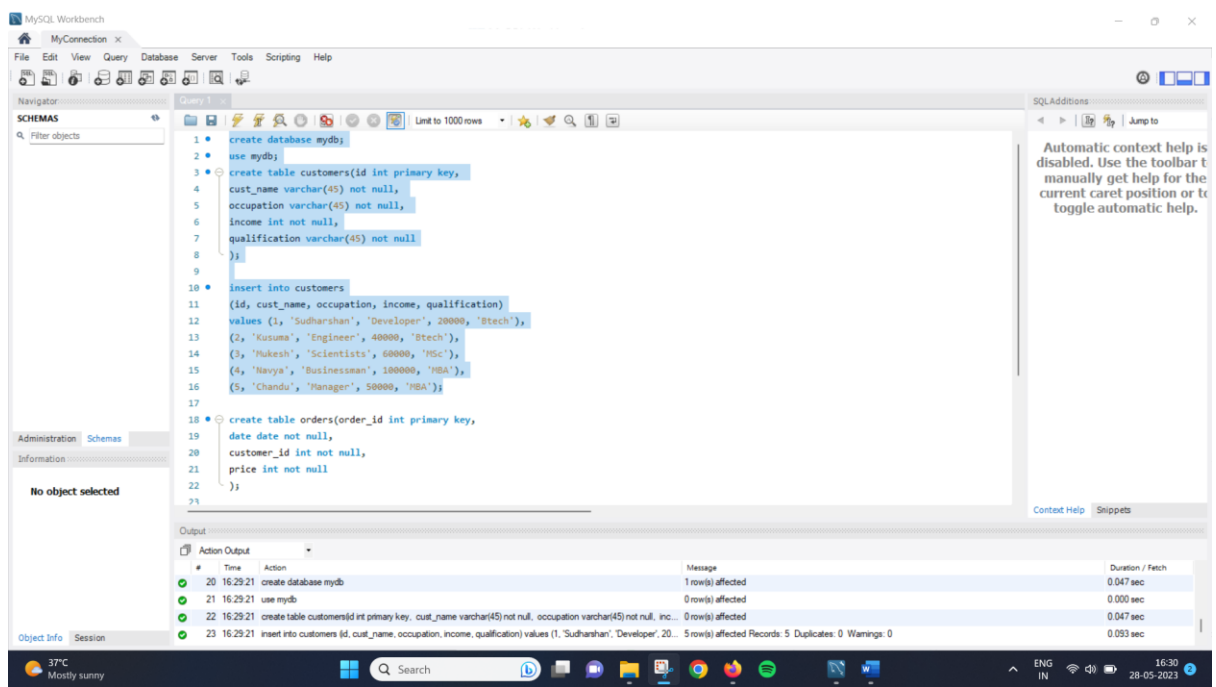 MySQL Workbench
MyConnection ×
File Edit View Query Database Server Tools Scripting Help
Navigator
SCHEMAS
Filter objects
Administration Schemas
Information
No object selected
Object Info Session
Query 1 ×
Limit to 1000 rows
1 create database mydb;
2 use mydb;
3 create table customers(id int primary key,
4 cust_name varchar(45) not null,
5 occupation varchar(45) not null,
6 income int not null,
7 qualification varchar(45) not null
8 );
9
10 insert into customers
11 (id, cust_name, occupation, income, qualification)
12 values (1, 'Sudharshan', 'Developer', 20000, 'Btech'),
13 (2, 'Kusuma', 'Engineer', 40000, 'Btech'),
14 (3, 'Mukesh', 'Scientists', 60000, 'MSc'),
15 (4, 'Navya', 'Businessman', 100000, 'MBA'),
16 (5, 'Chandu', 'Manager', 50000, 'MBA');
17
18 create table orders(order_id int primary key,
19 date date not null,
20 customer_id int not null,
21 price int not null
22 );
23
SQLAdditions
Jump to
Automatic context help is
disabled. Use the toolbar t
manually get help for the
current caret position or to
toggle automatic help.
Context Help Snippets
Output
Action Output
# Time Action Message Duration / Fetch
20 16:29:21 create database mydb 1 row(s) affected 0.047 sec
21 16:29:21 use mydb 0 row(s) affected 0.000 sec
22 16:29:21 create table customers(id int primary key, cust_name varchar(45) not null, occupation varchar(45) not null, inc... 0 row(s) affected 0.047 sec
23 16:29:21 insert into customers (id, cust_name, occupation, income, qualification) values (1, 'Sudharshan', 'Developer', 20... 5 row(s) affected Records: 5 Duplicates: 0 Warnings: 0 0.093 sec
37°C
Mostly sunny
Search
ENG
IN
16:30
28-05-2023
2